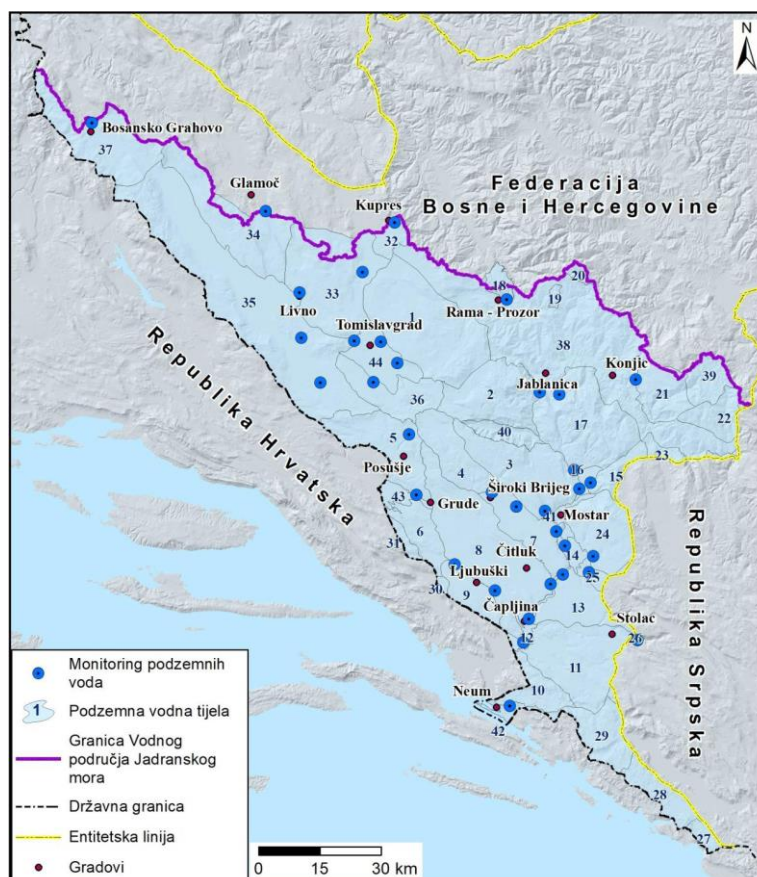 N
Bosansko Grahovo
37
Glamoč
Federacija
Bosne i Hercegovine
Kupres
34
32
20
18
19
33
35
Livno
Rama - Prozor
1
Tomislavgrad
38
44
Konjic
39
Jablanica
21
2
36
22
17
Republika Hrvatska
40
5
23
3
Posušje
4
16
15
Široki Brijeg
43
Grude
41
Mostar
6
24
7
31
14
8
Čitluk
25
Ljubuški
30
9
13
Čapljina
Stolac
12
26
Republika Srpska
11
10
Neum
42
29
28
27
Monitoring podzemnih
voda
1
Podzemna vodna tijela
Granica Vodnog
područja Jadranskog
mora
Državna granica
Entitetska linija
Gradovi
0 15 30 km